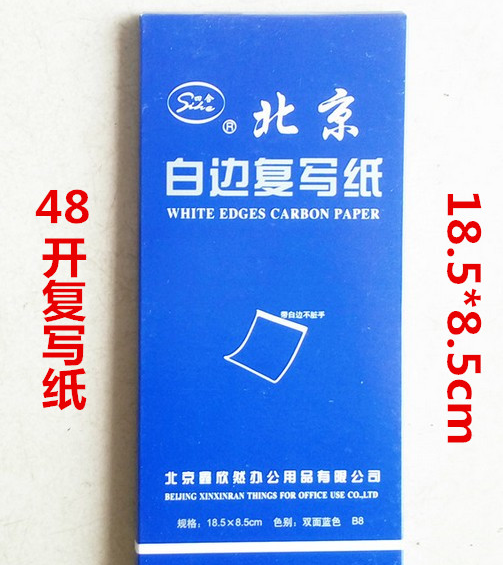 四合
Sihe
® 北京
白边复写纸
WHITE EDGES CARBON PAPER
带白边不脏手
北京鑫欣然办公用品有限公司
BEIJING XINXINRAN THINGS FOR OFFICE USE CO.,LTD
规格：18.5×8.5cm 色别：双面蓝色 B8
48
开复写纸
18.5*8.5cm